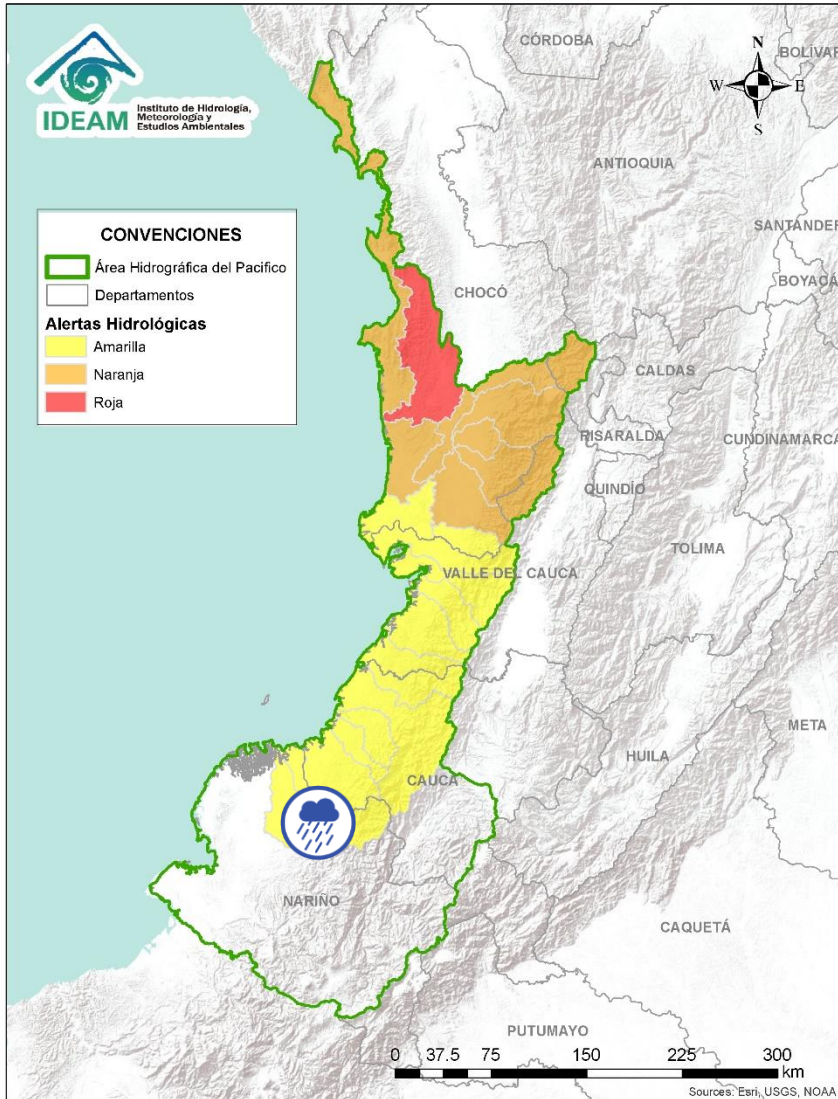 IDEAM
Instituto de Hidrología,
Meteorología y
Estudios Ambientales
N
W
E
S
CÓRDOBA
BOLÍVAR
ANTIOQUIA
SANTANDER
BOYACÁ
CONVENCIONES
Área Hidrográfica del Pacifico
Departamentos
Alertas Hidrológicas
Amarilla
Naranja
Roja
CHOCÓ
CALDAS
RISARALDA
CUNDINAMARCA
QUINDÍO
TOLIMA
VALLE DEL CAUCA
META
HUILA
CAUCA
NARIÑO
CAQUETÁ
PUTUMAYO
0 37.5 75 150 225 300
km
Sources: Esri, USGS, NOAA